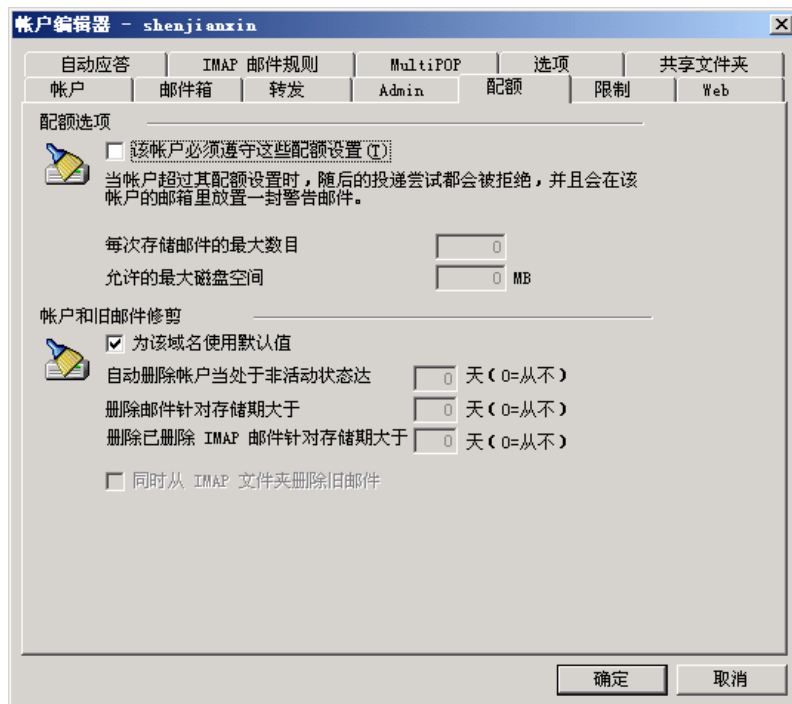 帐户编辑器 - shenjianxin
自动应答 IMAP 邮件规则 MultiPOP 选项 共享文件夹
帐户 邮件箱 转发 Admin 配额 限制 Web
配额选项
该帐户必须遵守这些配额设置(I)
当帐户超过其配额设置时，随后的投递尝试都会被拒绝，并且会在该
帐户的邮箱里放置一封警告邮件。
每次存储邮件的最大数目 0
允许的最大磁盘空间 0 MB
帐户和旧邮件修剪
为该域名使用默认值
自动删除帐户当处于非活动状态达 0 天(0=从不)
删除邮件针对存储期大于 0 天(0=从不)
删除已删除 IMAP 邮件针对存储期大于 0 天(0=从不)
同时从 IMAP 文件夹删除旧邮件
确定 取消